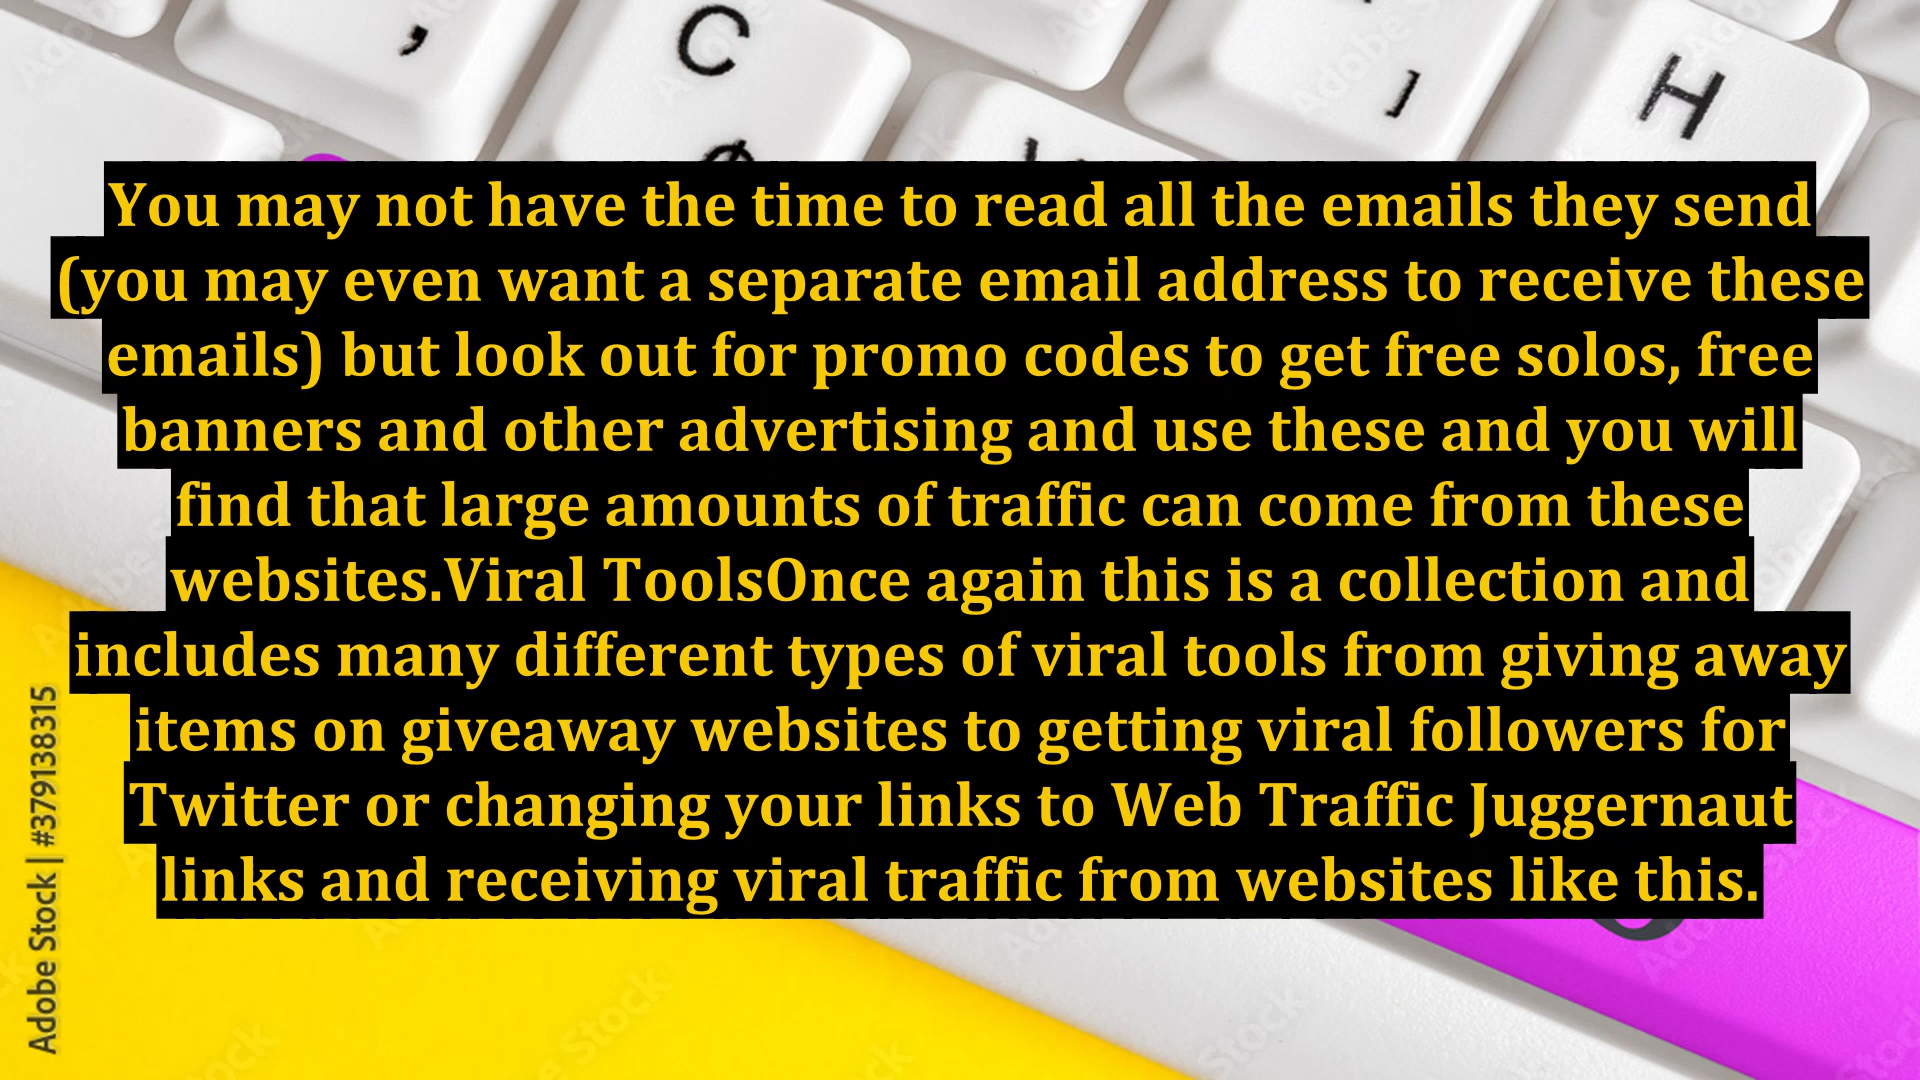 ,
C
]
H
You may not have the time to read all the emails they send
(you may even want a separate email address to receive these
emails) but look out for promo codes to get free solos, free
banners and other advertising and use these and you will
find that large amounts of traffic can come from these
websites.Viral ToolsOnce again this is a collection and
includes many different types of viral tools from giving away
items on giveaway websites to getting viral followers for
Twitter or changing your links to Web Traffic Juggernaut
links and receiving viral traffic from websites like this.
Adobe Stock | #379138315